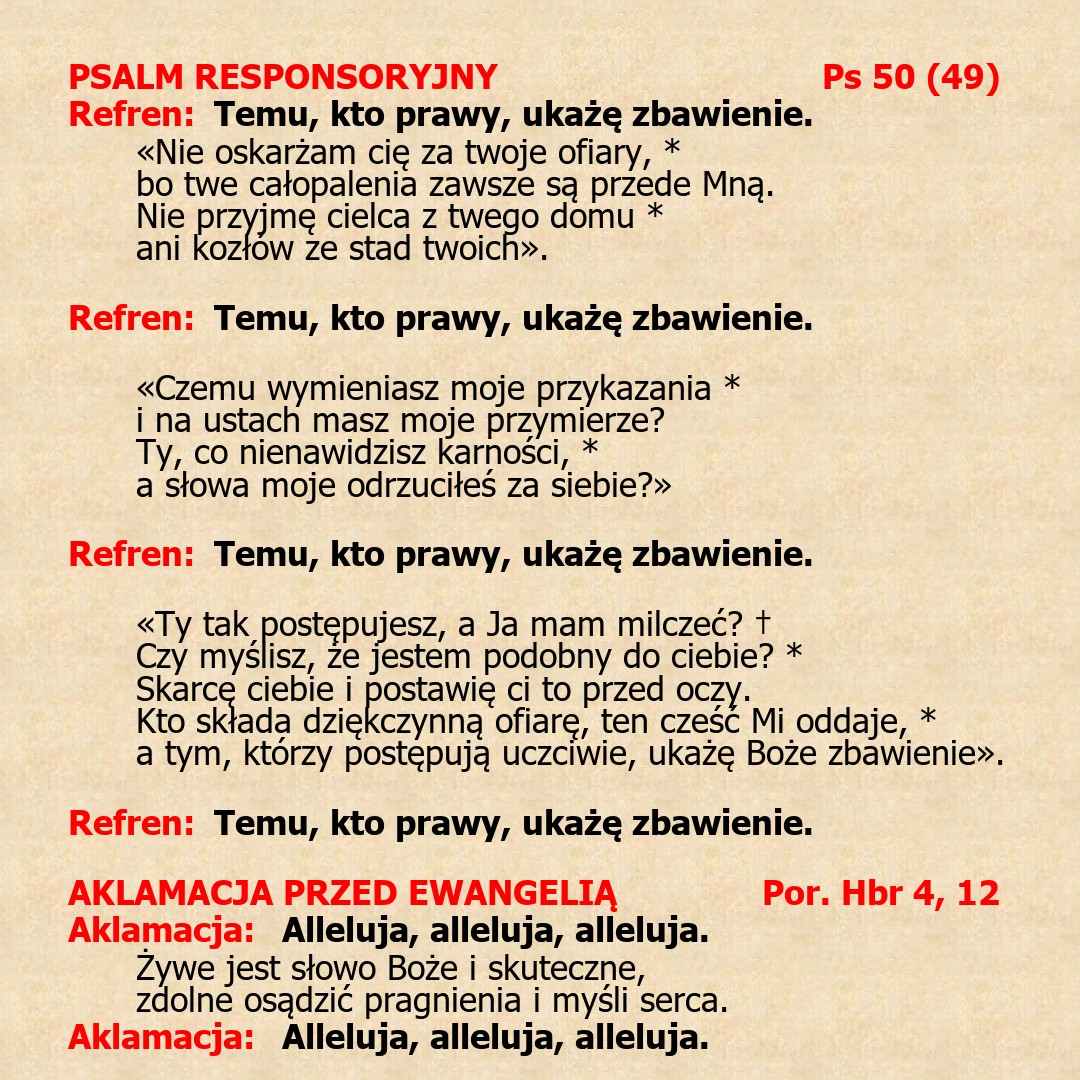 PSALM RESPONSORYJNY Ps 50 (49)
Refren: Temu, kto prawy, ukażę zbawienie.
«Nie oskarżam cię za twoje ofiary, *
bo twe całopalenia zawsze są przede Mną.
Nie przyjmę cielca z twego domu *
ani kozłów ze stad twoich».
Refren: Temu, kto prawy, ukażę zbawienie.
«Czemu wymieniasz moje przykazania *
i na ustach masz moje przymierze?
Ty, co nienawidzisz karności, *
a słowa moje odrzuciłeś za siebie?»
Refren: Temu, kto prawy, ukażę zbawienie.
«Ty tak postępujesz, a Ja mam milczeć? †
Czy myślisz, że jestem podobny do ciebie? *
Skarcę ciebie i postawię ci to przed oczy.
Kto składa dziękczynną ofiarę, ten cześć Mi oddaje, *
a tym, którzy postępują uczciwie, ukażę Boże zbawienie».
Refren: Temu, kto prawy, ukażę zbawienie.
AKLAMACJA PRZED EWANGELIĄ Por. Hbr 4, 12
Aklamacja: Alleluja, alleluja, alleluja.
Żywe jest słowo Boże i skuteczne,
zdolne osądzić pragnienia i myśli serca.
Aklamacja: Alleluja, alleluja, alleluja.